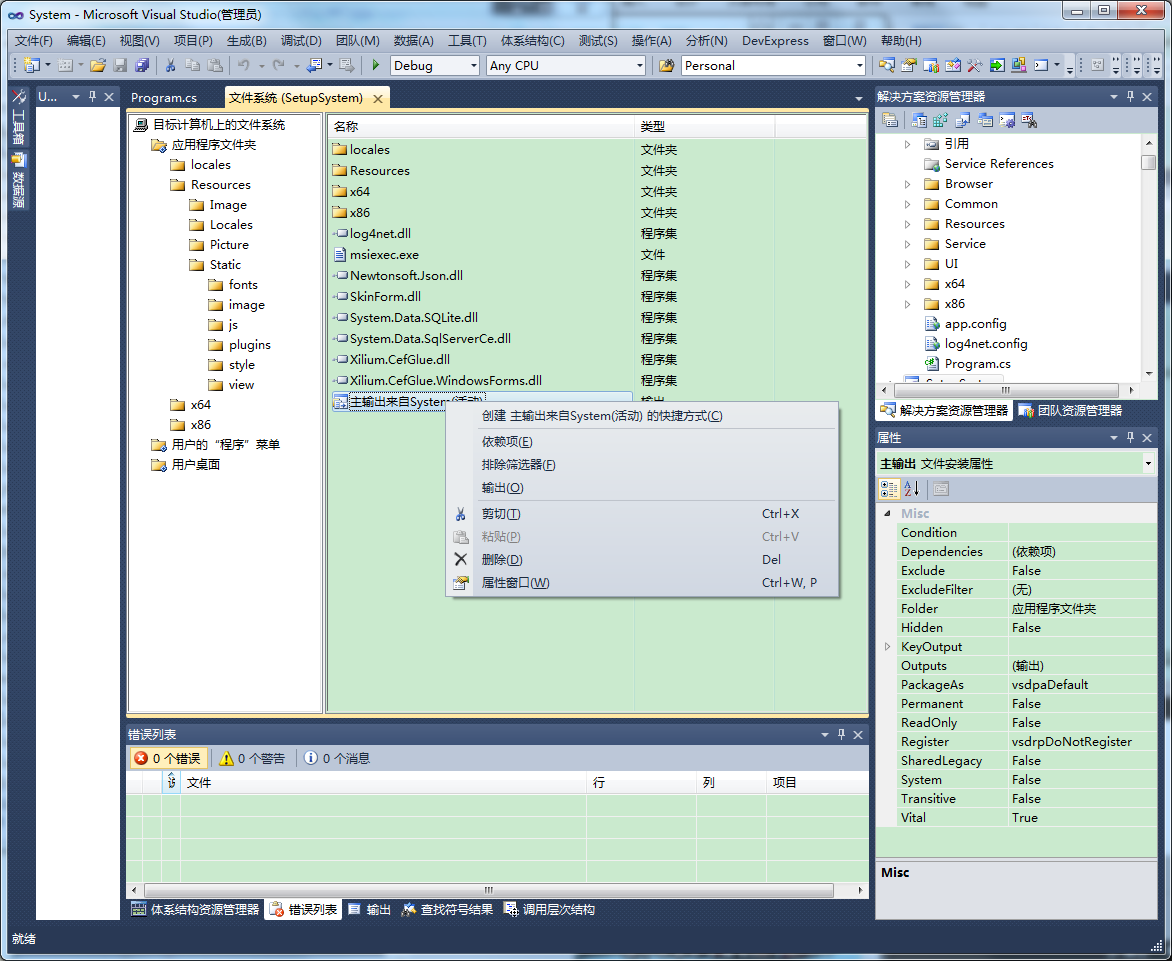 System - Microsoft Visual Studio(管理员)
文件(F) 编辑(E) 视图(V) 项目(P) 生成(B) 调试(D) 团队(M) 数据(A) 工具(T) 体系结构(C) 测试(S) 操作(A) 分析(N) DevExpress 窗口(W) 帮助(H)
Debug Any CPU Personal
工具箱
数据源
U...
Program.cs 文件系统 (SetupSystem)
目标计算机上的文件系统
应用程序文件夹
locales
Resources
Image
Locales
Picture
Static
fonts
image
js
plugins
style
view
x64
x86
用户的“程序”菜单
用户桌面
名称 类型
locales 文件夹
Resources 文件夹
x64 文件夹
x86 文件夹
log4net.dll 程序集
msiexec.exe 文件
Newtonsoft.Json.dll 程序集
SkinForm.dll 程序集
System.Data.SQLite.dll 程序集
System.Data.SqlServerCe.dll 程序集
Xilium.CefGlue.dll 程序集
Xilium.CefGlue.WindowsForms.dll 程序集
主输出来自System(活动) 输出
创建 主输出来自System(活动) 的快捷方式(C)
依赖项(E)
排除筛选器(F)
输出(O)
剪切(T) Ctrl+X
粘贴(P) Ctrl+V
删除(D) Del
属性窗口(W) Ctrl+W, P
错误列表
0 个错误 0 个警告 0 个消息
文件 行 列 项目
体系结构资源管理器 错误列表 输出 查找符号结果 调用层次结构
解决方案资源管理器
引用
Service References
Browser
Common
Resources
Service
UI
x64
x86
app.config
log4net.config
Program.cs
SetupSystem
解决方案资源管理器 团队资源管理器
属性
主输出 文件安装属性
Misc
Condition
Dependencies (依赖项)
Exclude False
ExcludeFilter (无)
Folder 应用程序文件夹
Hidden False
KeyOutput
Outputs (输出)
PackageAs vsdpaDefault
Permanent False
ReadOnly False
Register vsdrpDoNotRegister
SharedLegacy False
System False
Transitive False
Vital True
Misc
就绪